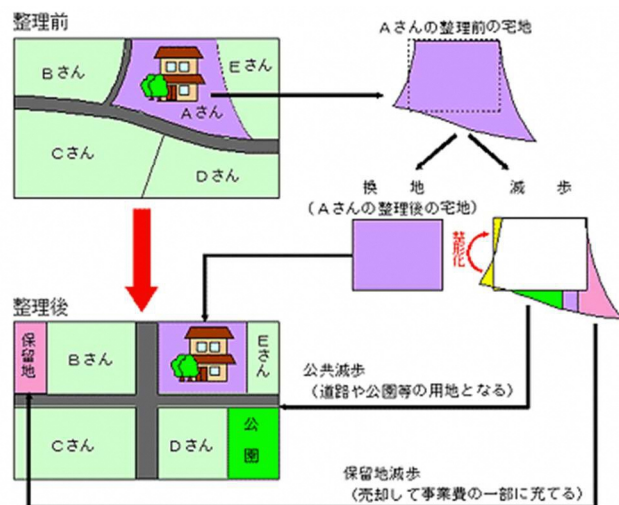 整理前
Bさん
Eさん
Aさん
Cさん
Dさん
Aさんの整理前の宅地
換地
(Aさんの整理後の宅地)
減歩
整形化
整理後
保留地
Bさん
Eさん
Cさん
Dさん
公園
公共減歩
(道路や公園等の用地となる)
保留地減歩
(売却して事業費の一部に充てる)